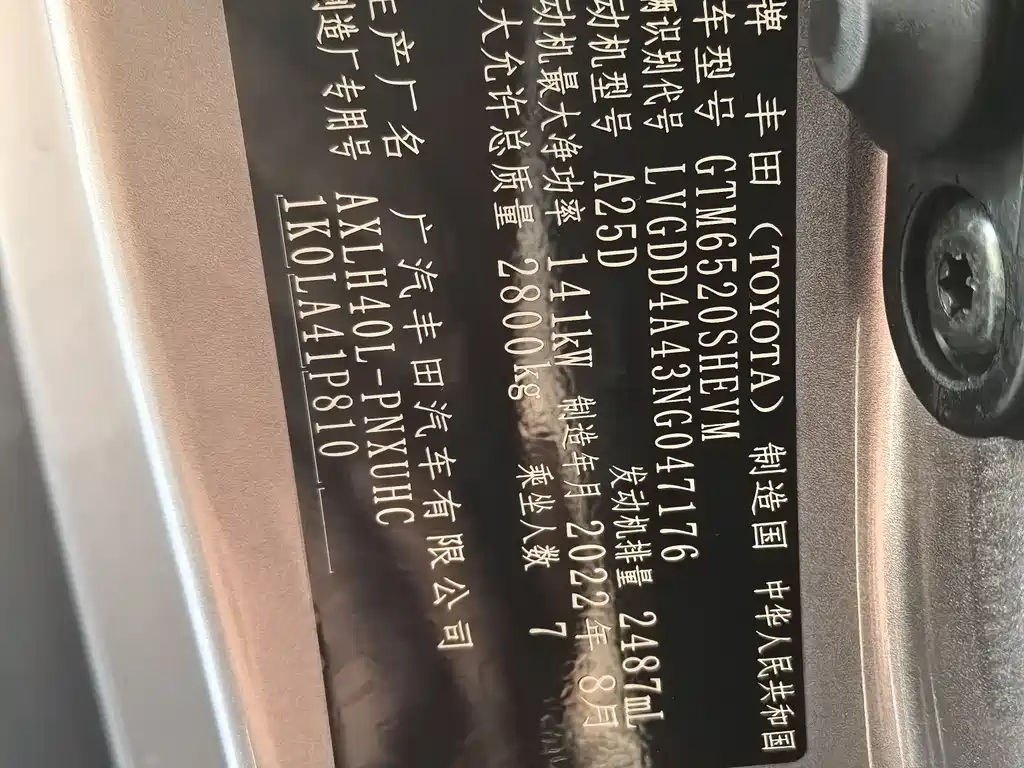 牌 丰田（TOYOTA） 制造国 中华人民共和国
车型号 GTM6520SHEVM
辆识别代号 LVGDD4A43NG047176
动机型号 A25D 发动机排量 2487mL
动机最大净功率 141kW 制造年月 2022年 8月
大允许总质量 2800kg 乘坐人数 7
生产厂名 广汽丰田汽车有限公司
制造厂专用号 AXLH40L-PNXUHC
1K0LA41P810